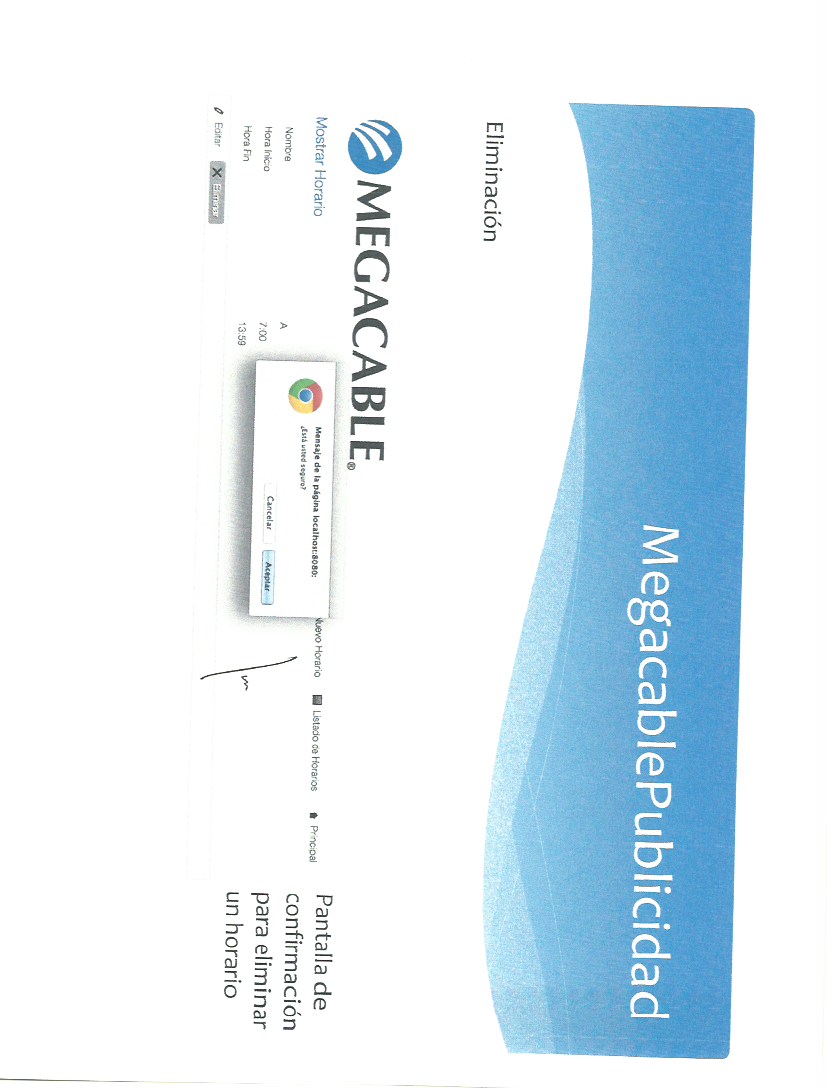 MegacablePublicidad
Eliminación
MEGACABLE®
Mostrar Horario
Nuevo Horario
Listado de Horarios
Principal
Nombre
A
Hora Inicio
7:00
Hora Fin
13:59
Editar
Eliminar
Mensaje de la página localhost:8080:
¿Está usted seguro?
Cancelar
Aceptar
Pantalla de
confirmación
para eliminar
un horario